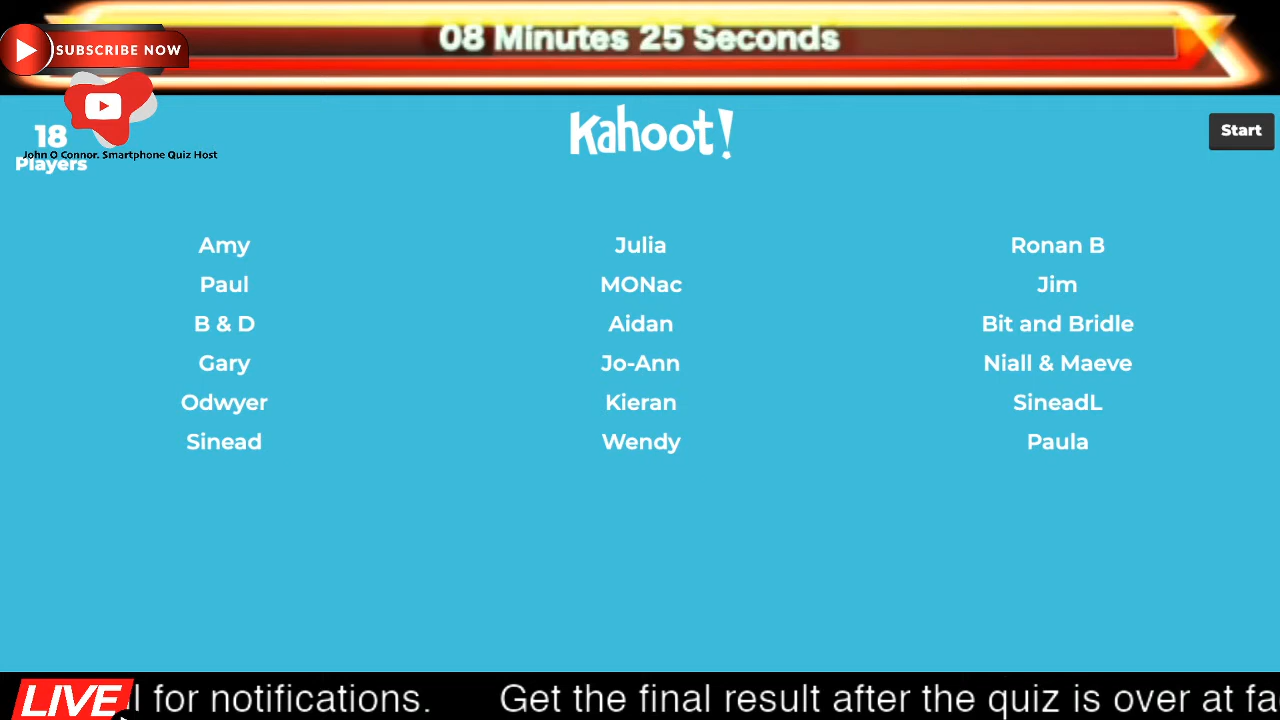 08 Minutes 25 Seconds
SUBSCRIBE NOW
Kahoot!
Start
18
John O Connor. Smartphone Quiz Host
Players
Amy
Julia
Ronan B
Paul
MONac
Jim
B & D
Aidan
Bit and Bridle
Gary
Jo-Ann
Niall & Maeve
Odwyer
Kieran
SineadL
Sinead
Wendy
Paula
LIVE
for notifications. Get the final result after the quiz is over at